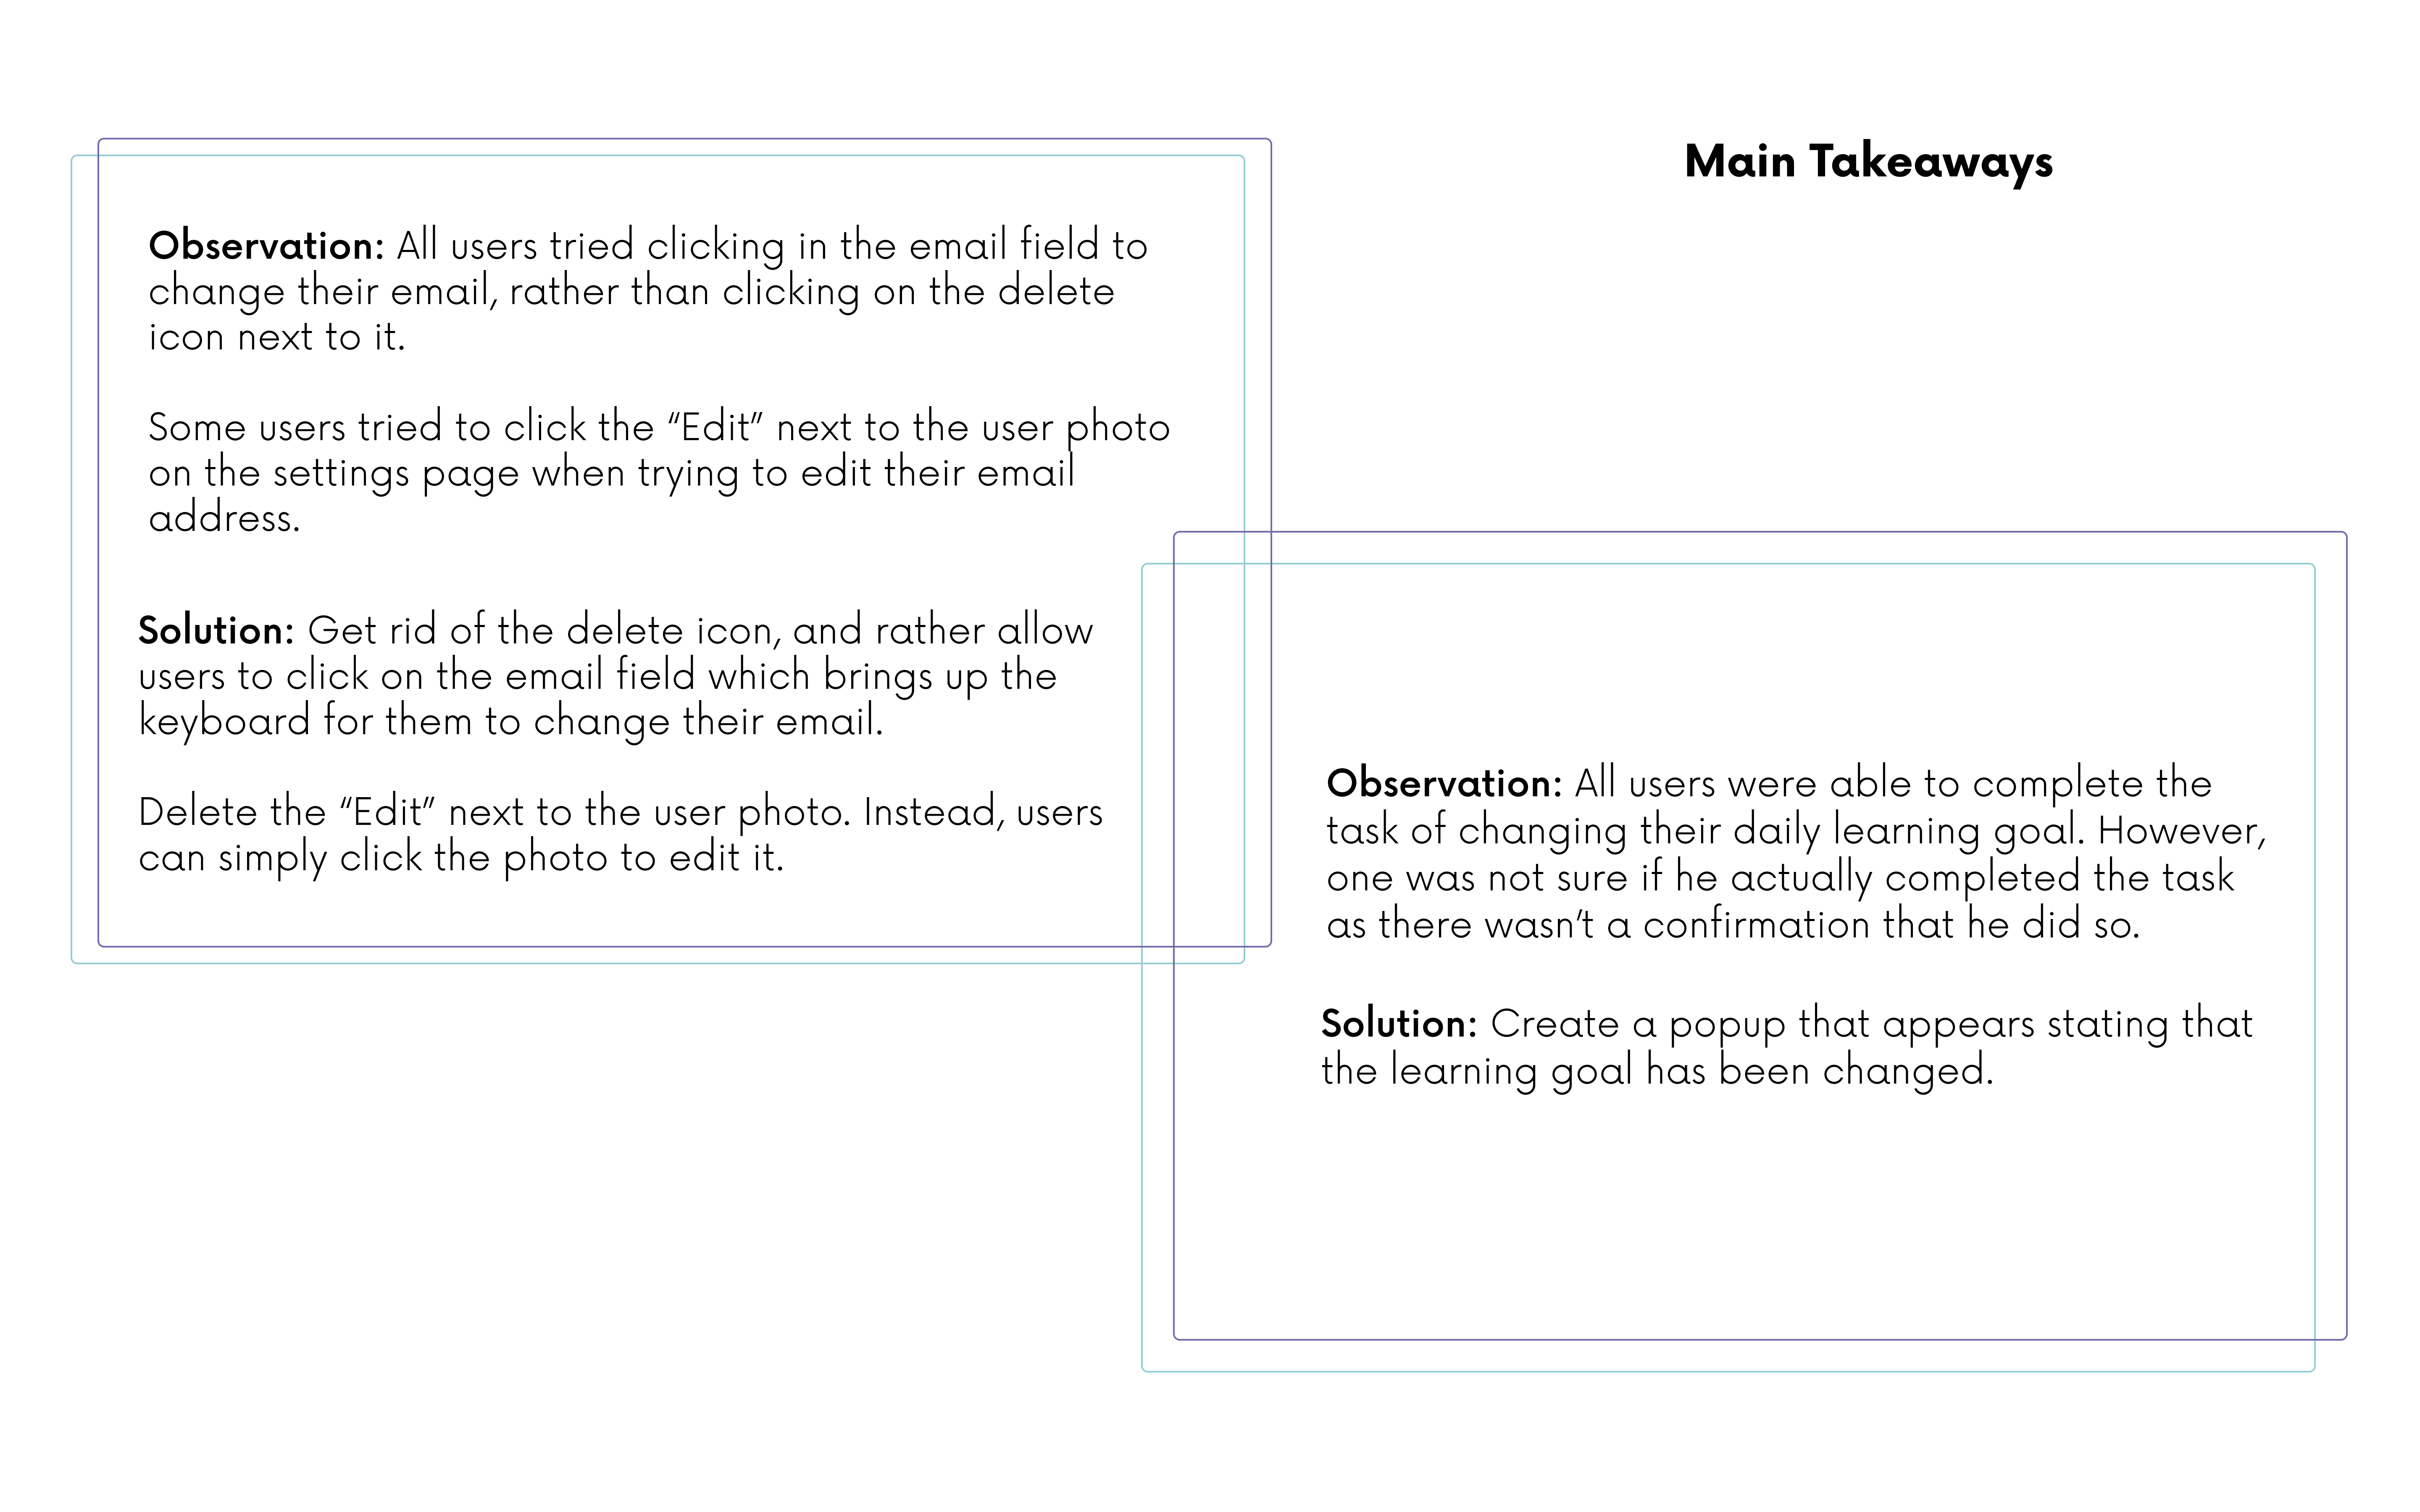 Main Takeaways
Observation: All users tried clicking in the email field to
change their email, rather than clicking on the delete
icon next to it.
Some users tried to click the “Edit” next to the user photo
on the settings page when trying to edit their email
address.
Solution: Get rid of the delete icon, and rather allow
users to click on the email field which brings up the
keyboard for them to change their email.
Delete the “Edit” next to the user photo. Instead, users
can simply click the photo to edit it.
Observation: All users were able to complete the
task of changing their daily learning goal. However,
one was not sure if he actually completed the task
as there wasn’t a confirmation that he did so.
Solution: Create a popup that appears stating that
the learning goal has been changed.